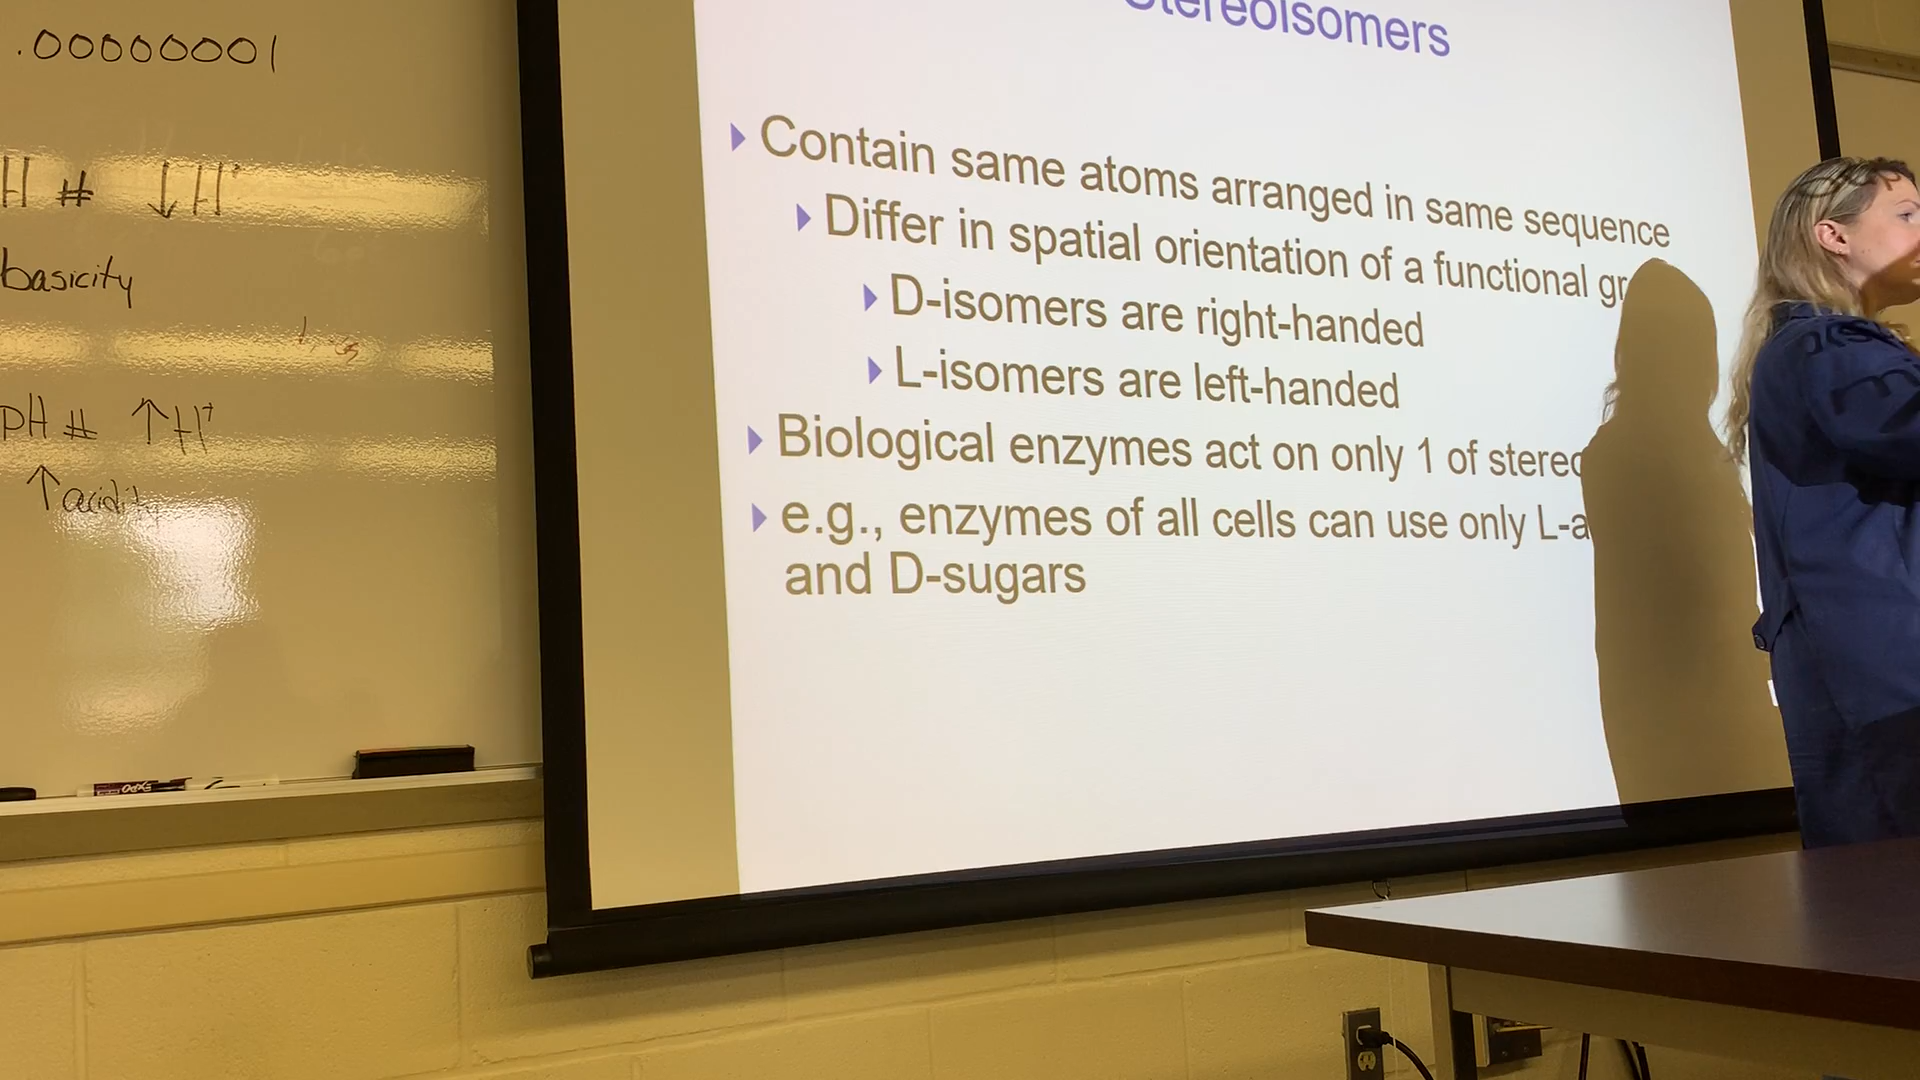 .00000001
H # ↓H+
basicity
pH # ↑H+
↑acidity
EXPO
Stereoisomers
Contain same atoms arranged in same sequence
Differ in spatial orientation of a functional gr
D-isomers are right-handed
L-isomers are left-handed
Biological enzymes act on only 1 of stereo
e.g., enzymes of all cells can use only L-a
and D-sugars